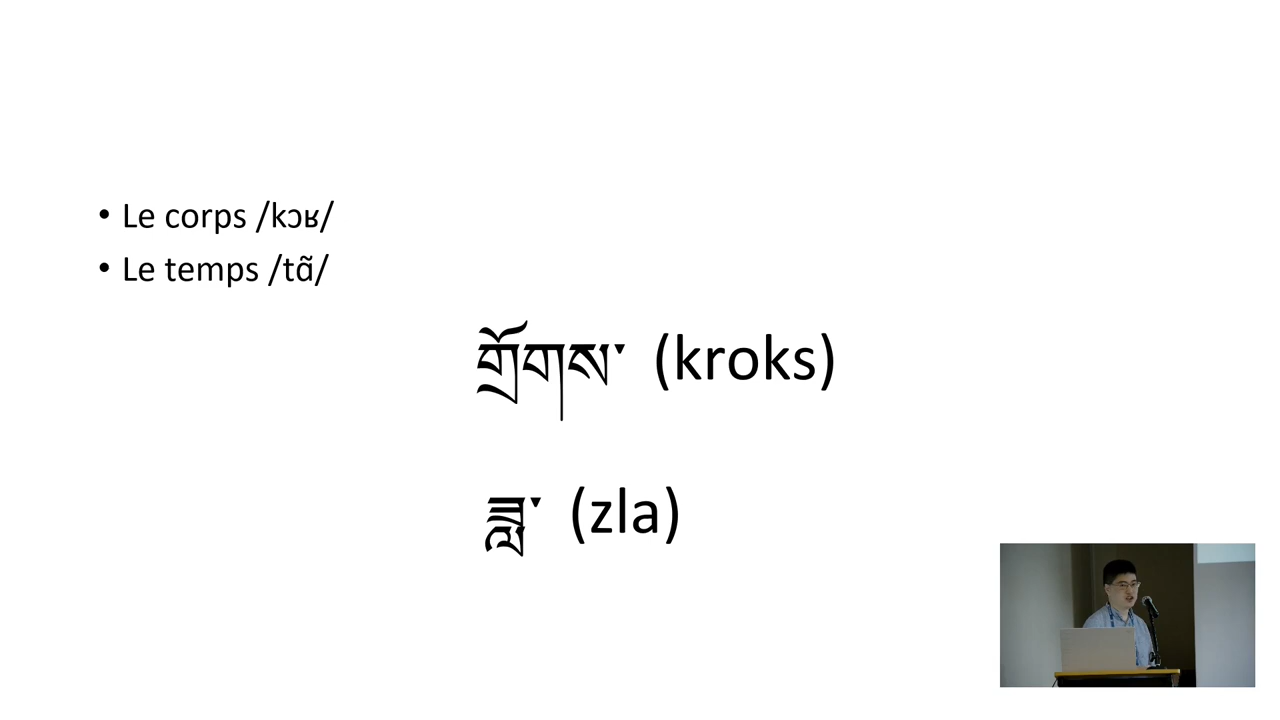 • Le corps /kɔʁ/
• Le temps /tɑ̃/
གྲོགས་ (kroks)
ཟླ་ (zla)